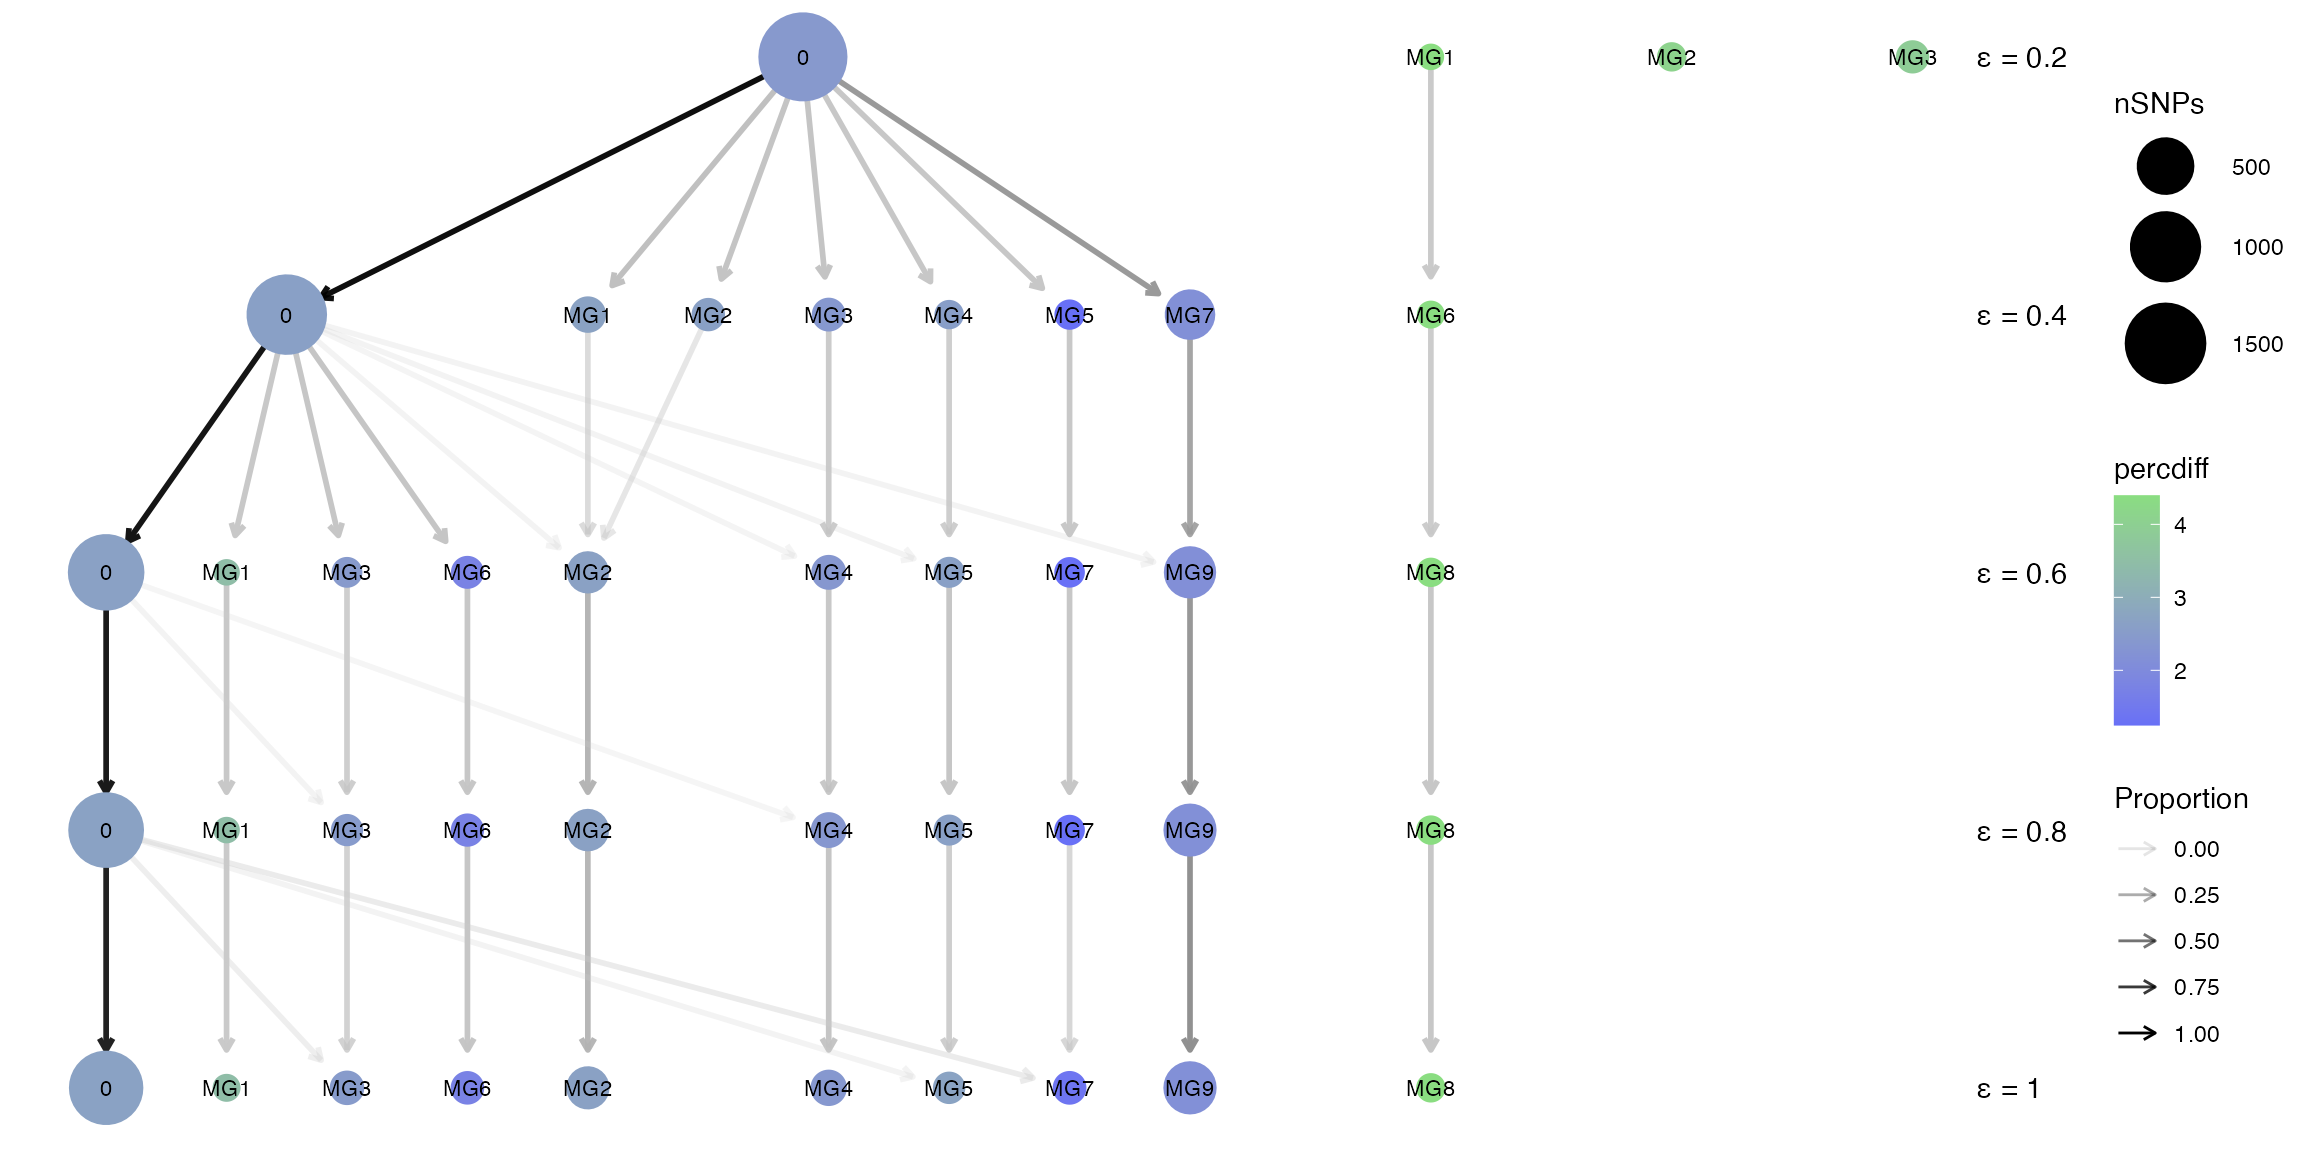 0 MG1 MG2 MG3 ε = 0.2
0 MG1 MG2 MG3 MG4 MG5 MG7 MG6 ε = 0.4
0 MG1 MG3 MG6 MG2 MG4 MG5 MG7 MG9 MG8 ε = 0.6
0 MG1 MG3 MG6 MG2 MG4 MG5 MG7 MG9 MG8 ε = 0.8
0 MG1 MG3 MG6 MG2 MG4 MG5 MG7 MG9 MG8 ε = 1
nSNPs
500
1000
1500
percdiff
4
3
2
Proportion
0.00
0.25
0.50
0.75
1.00